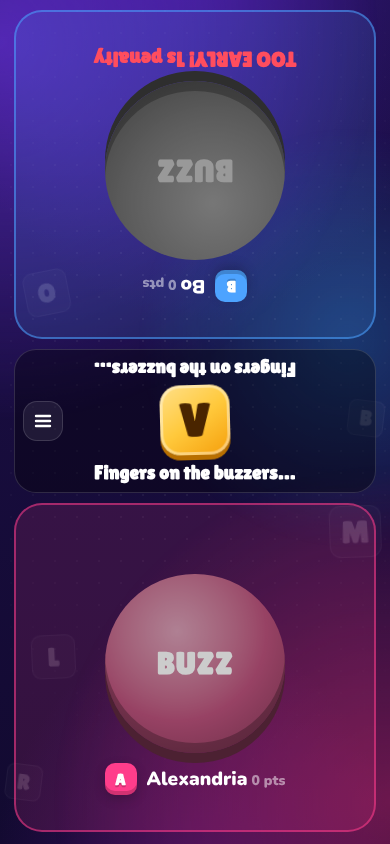 TOO EARLY! 1s penalty
BUZZ
B Bo 0 pts
O
Fingers on the buzzers...
B
V
Fingers on the buzzers...
M
BUZZ
L
A Alexandria 0 pts
R